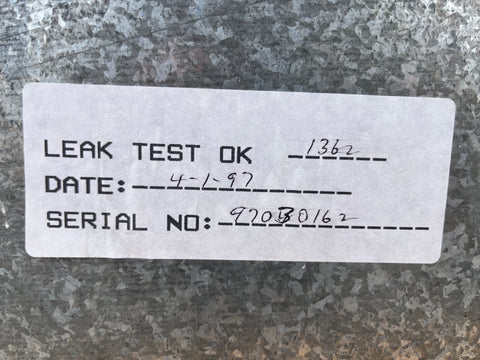 LEAK TEST OK 1362
DATE: 4-1-97
SERIAL NO: 970B0162